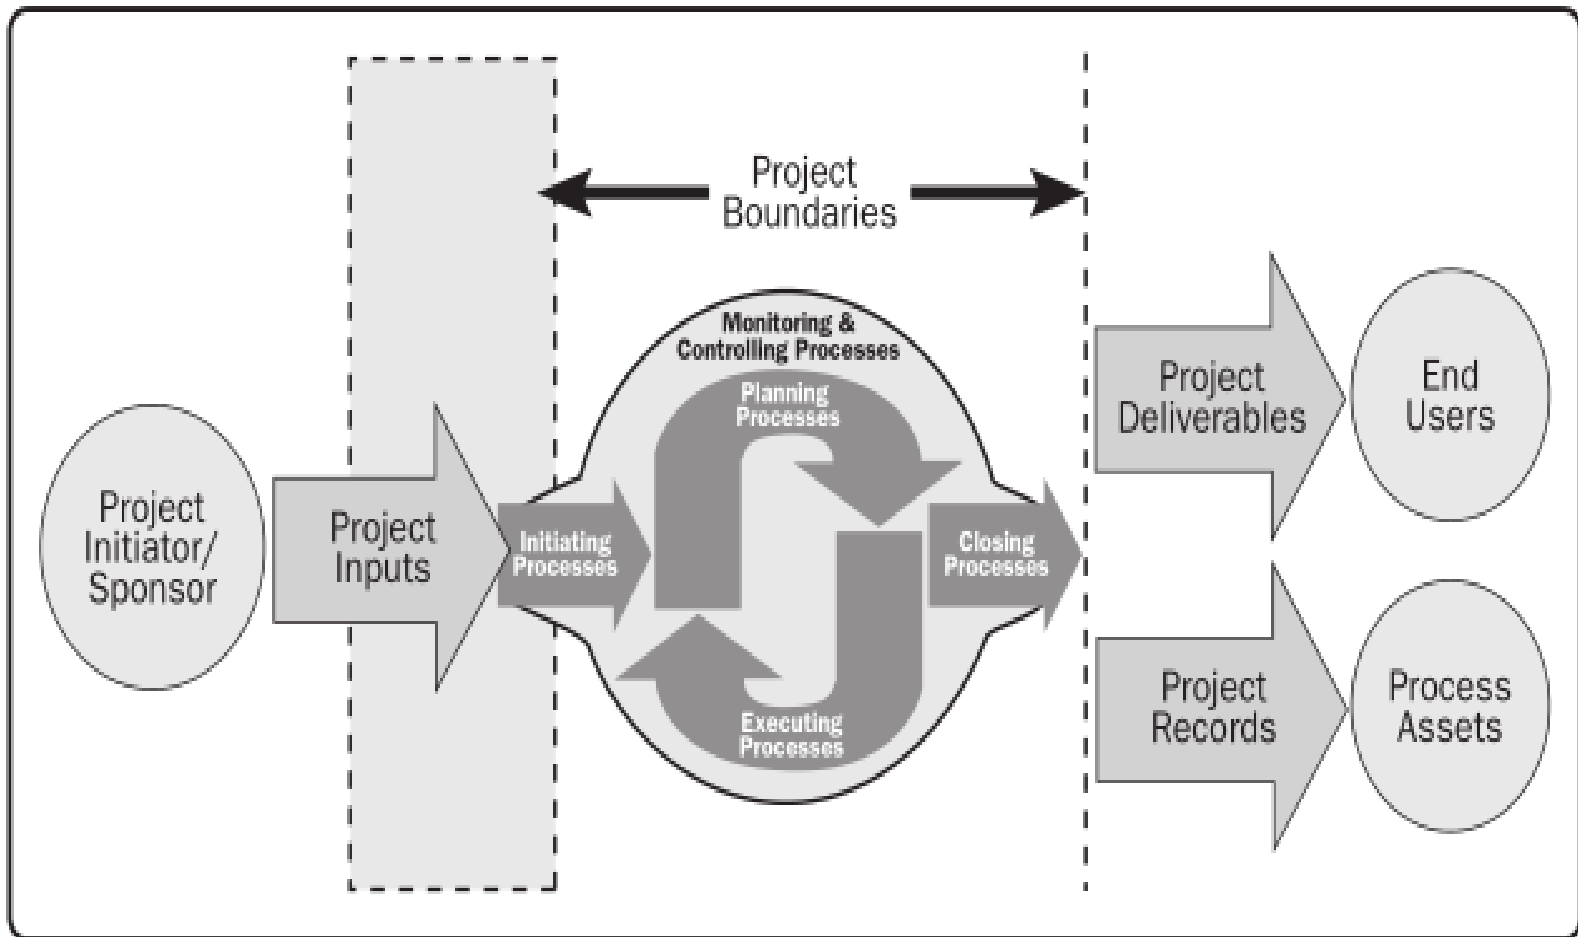 Project
Boundaries
Monitoring &
Controlling Processes
Planning
Processes
Project
Initiator/
Sponsor
Project
Inputs
Initiating
Processes
Closing
Processes
Executing
Processes
Project
Deliverables
End
Users
Project
Records
Process
Assets